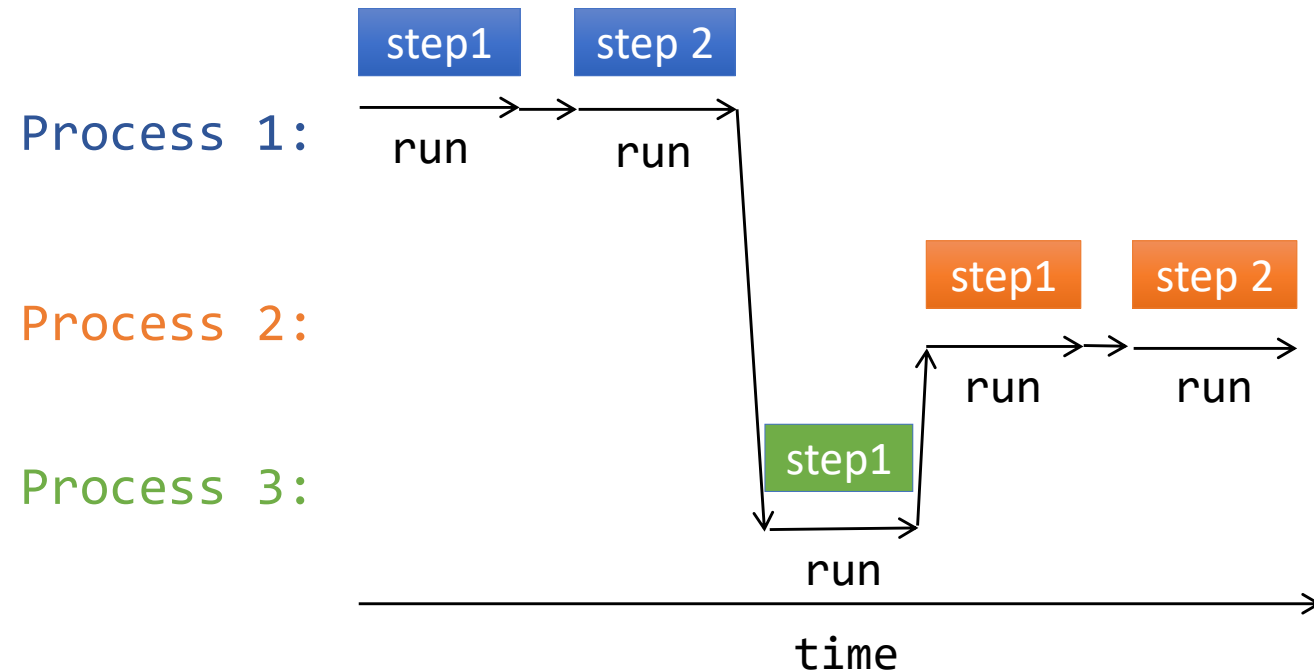 step1
step 2
Process 1:
run
run
step1
step 2
Process 2:
run
run
step1
Process 3:
run
time